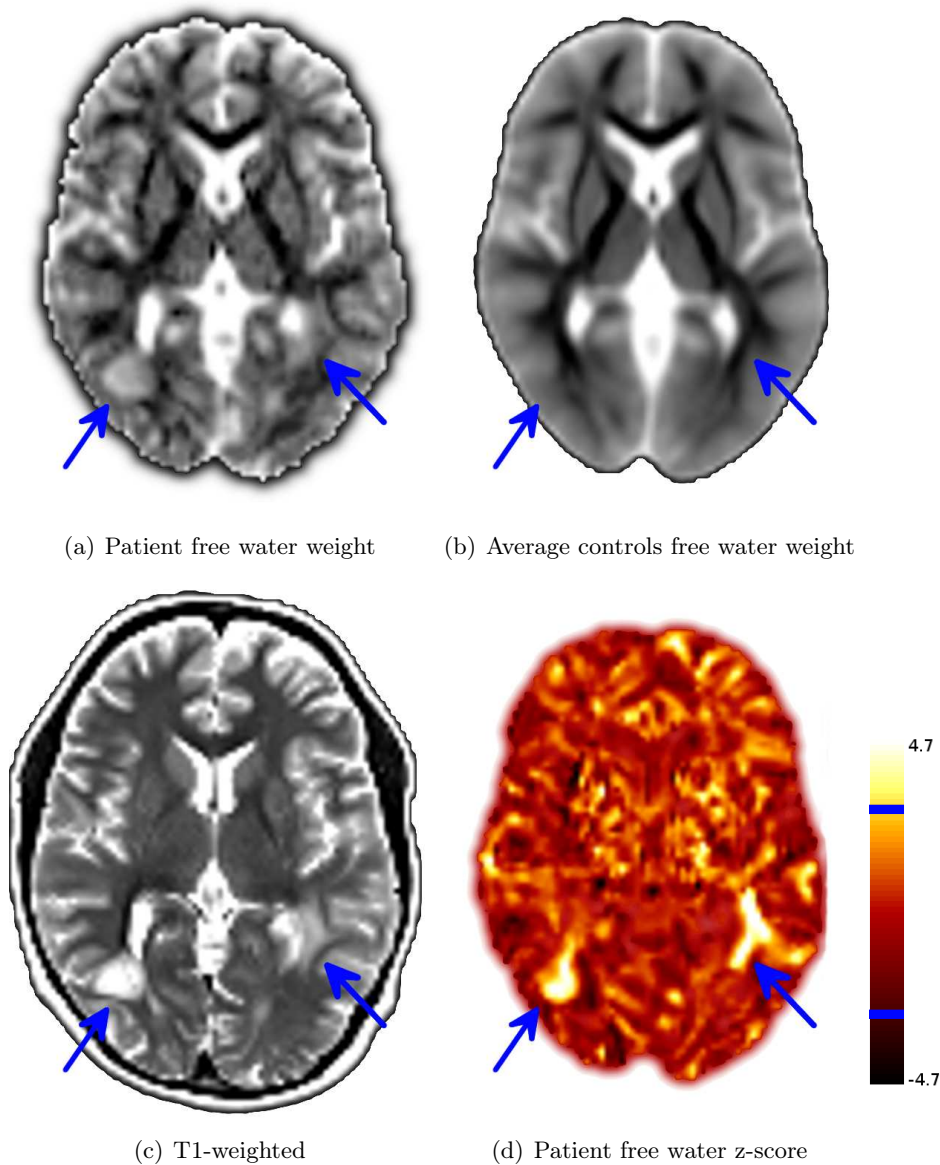 (a) Patient free water weight
(b) Average controls free water weight
4.7
-4.7
(c) T1-weighted
(d) Patient free water z-score